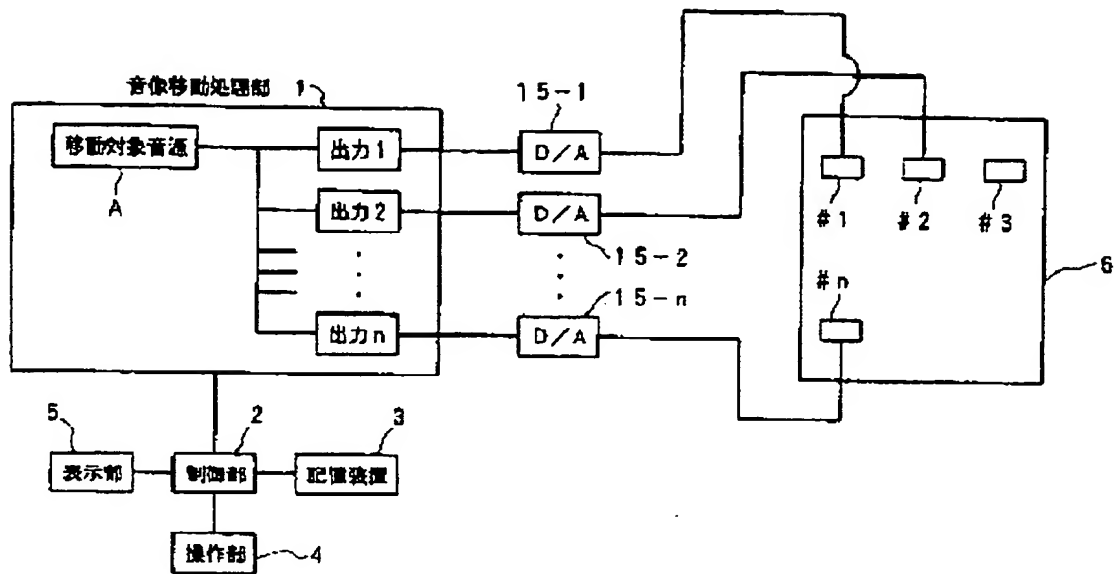 音像移動処理部
1
移動対象音源
A
出力1
出力2
出力n
15-1
D/A
D/A
15-2
15-n
D/A
#1
#2
#3
#n
6
5
2
3
表示部
制御部
記憶装置
操作部
4